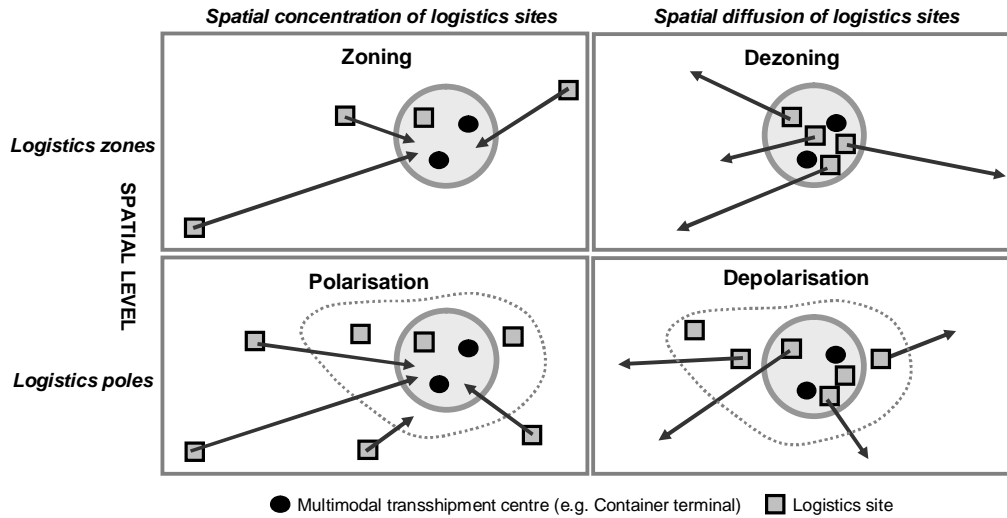 Spatial concentration of logistics sites
Spatial diffusion of logistics sites
Zoning
Dezoning
Logistics zones
SPATIAL LEVEL
Polarisation
Depolarisation
Logistics poles
Multimodal transshipment centre (e.g. Container terminal)
Logistics site